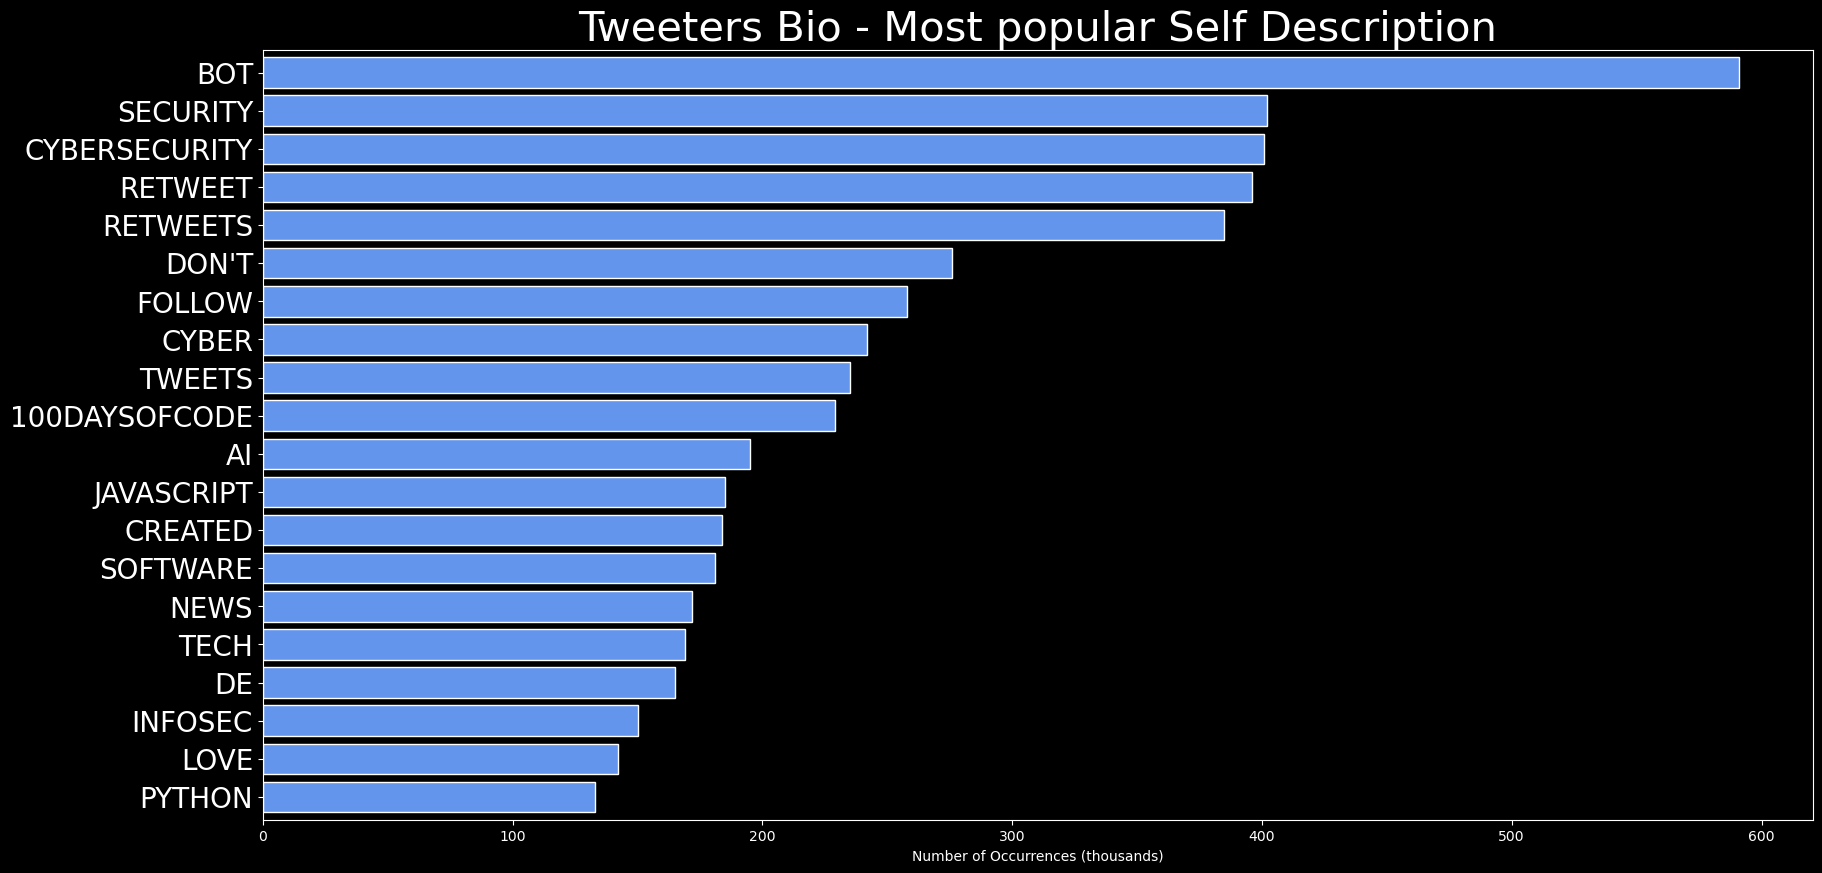 Tweeters Bio - Most popular Self Description
BOT
SECURITY
CYBERSECURITY
RETWEET
RETWEETS
DON'T
FOLLOW
CYBER
TWEETS
100DAYSOFCODE
AI
JAVASCRIPT
CREATED
SOFTWARE
NEWS
TECH
DE
INFOSEC
LOVE
PYTHON
0 100 200 300 400 500 600
Number of Occurrences (thousands)